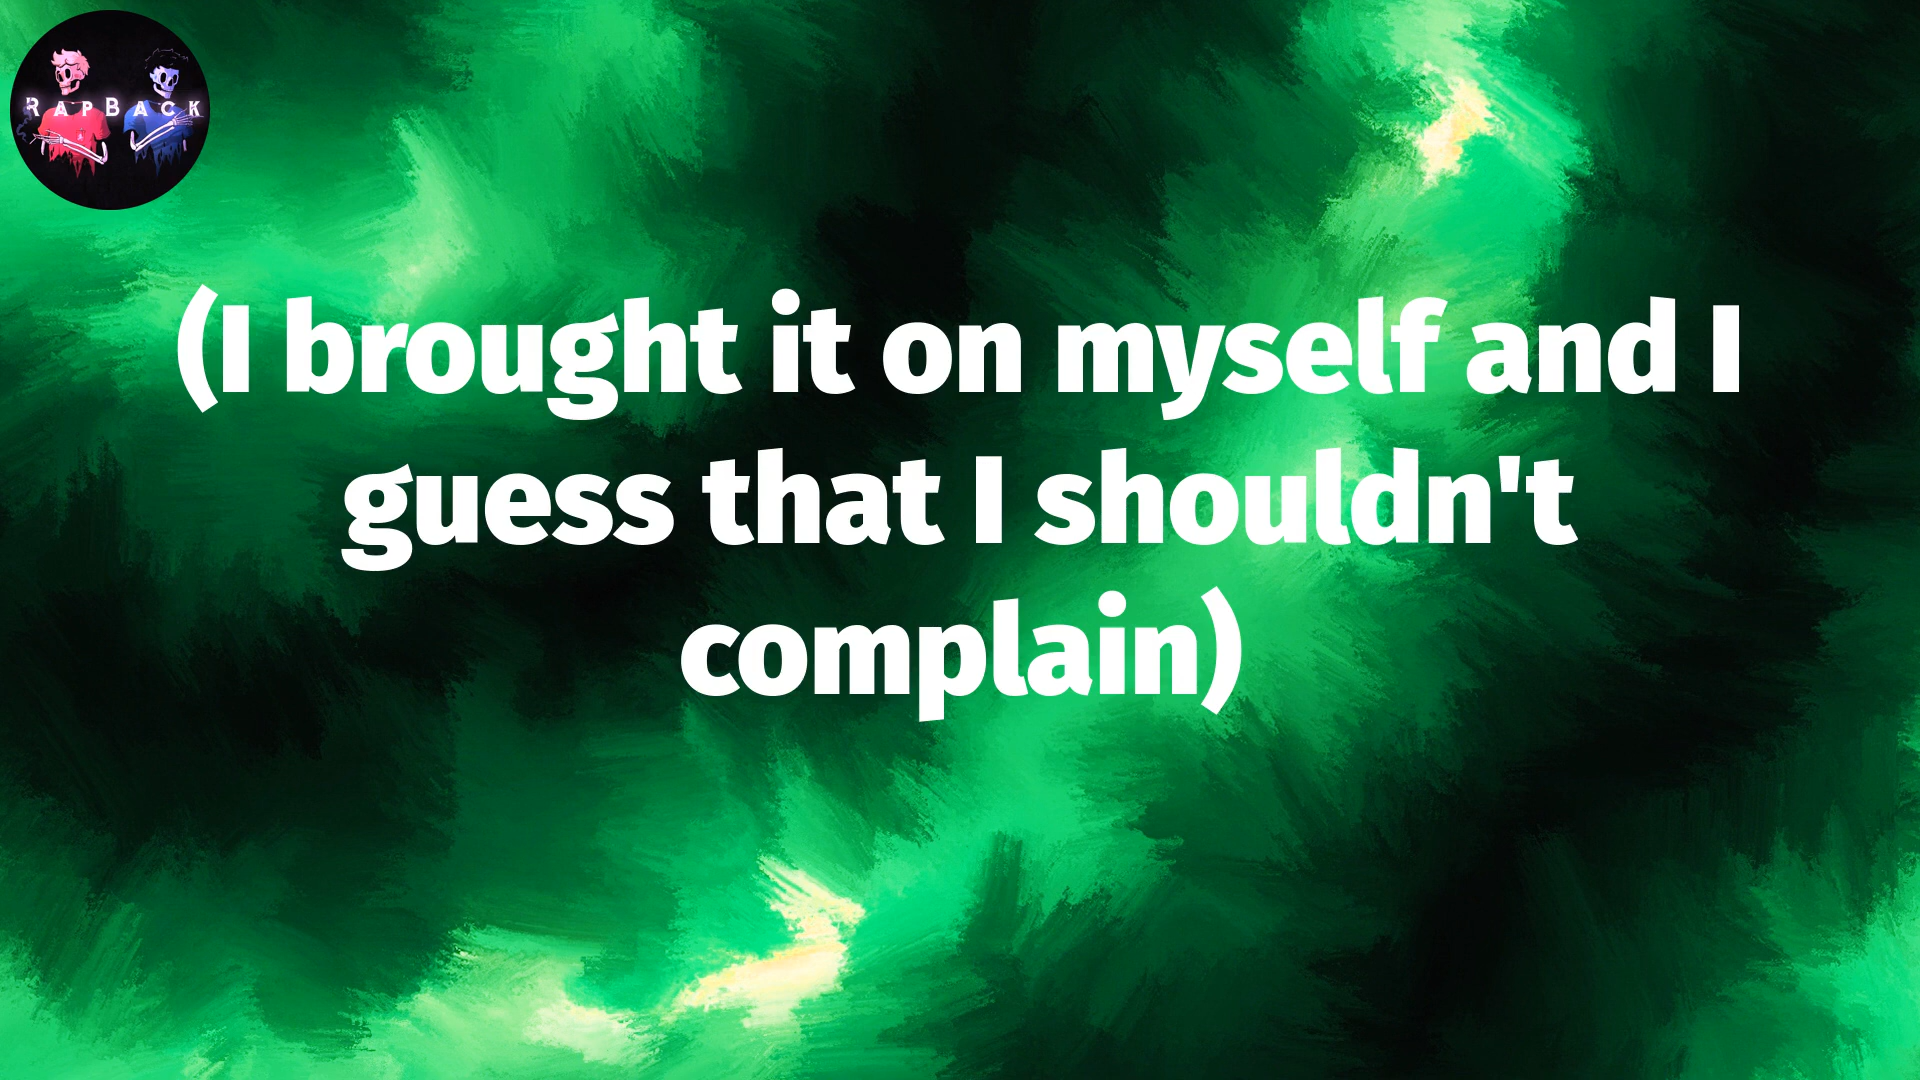 RAPBACK
(I brought it on myself and I
guess that I shouldn't
complain)